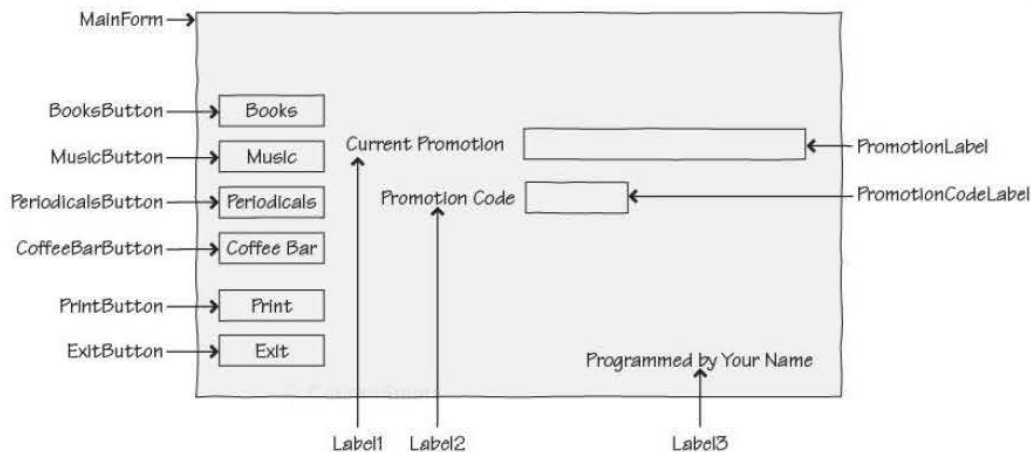 MainForm
BooksButton
Books
MusicButton
Music
Current Promotion
PromotionLabel
PeriodicalsButton
Periodicals
Promotion Code
PromotionCodeLabel
CoffeeBarButton
Coffee Bar
PrintButton
Print
ExitButton
Exit
Programmed by Your Name
Label1
Label2
Label3